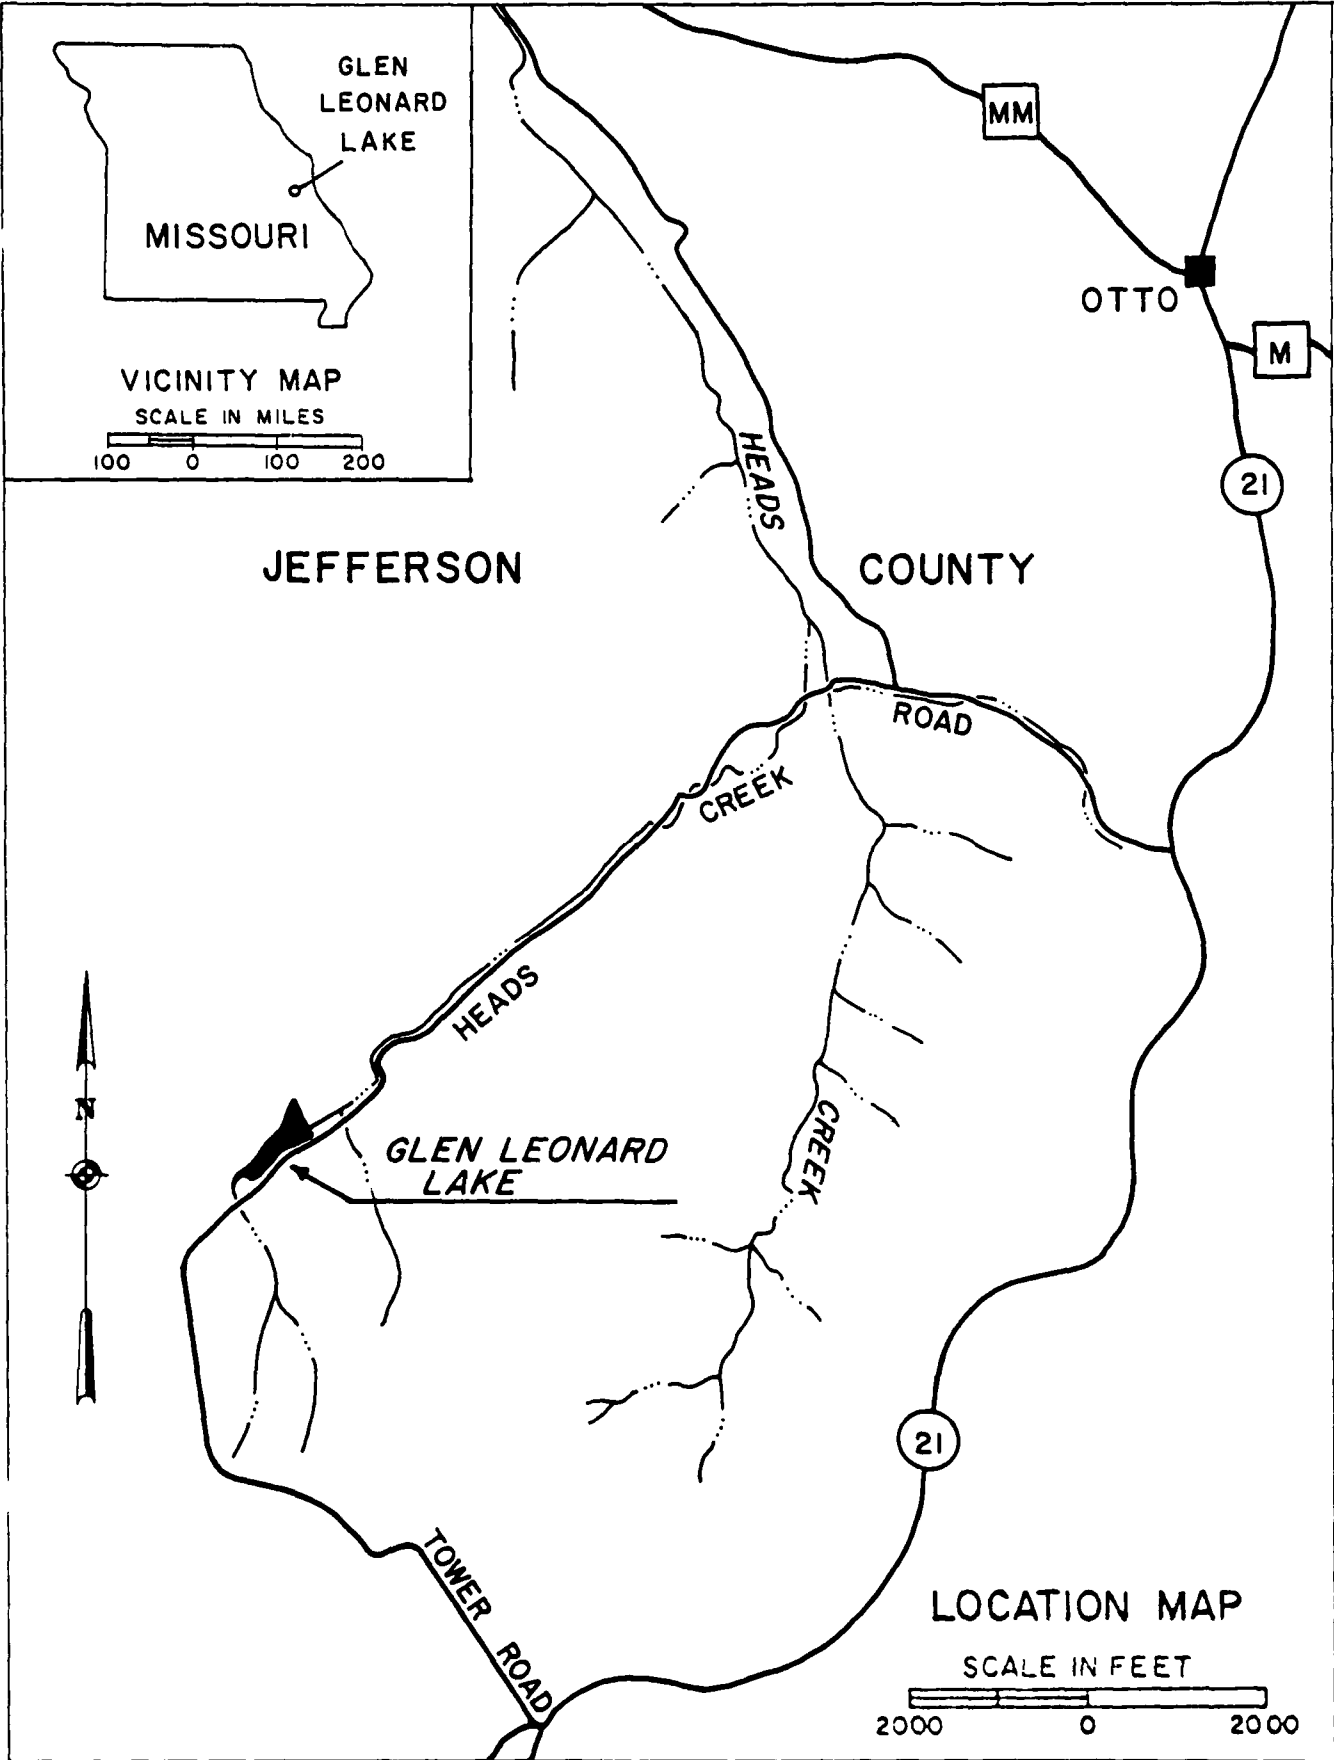 GLEN
LEONARD
LAKE
MISSOURI
VICINITY MAP
SCALE IN MILES
100 0 100 200
MM
OTTO
M
21
HEADS
JEFFERSON COUNTY
ROAD
CREEK
HEADS
N
CREEK
GLEN LEONARD
LAKE
21
TOWER ROAD
LOCATION MAP
SCALE IN FEET
2000 0 2000